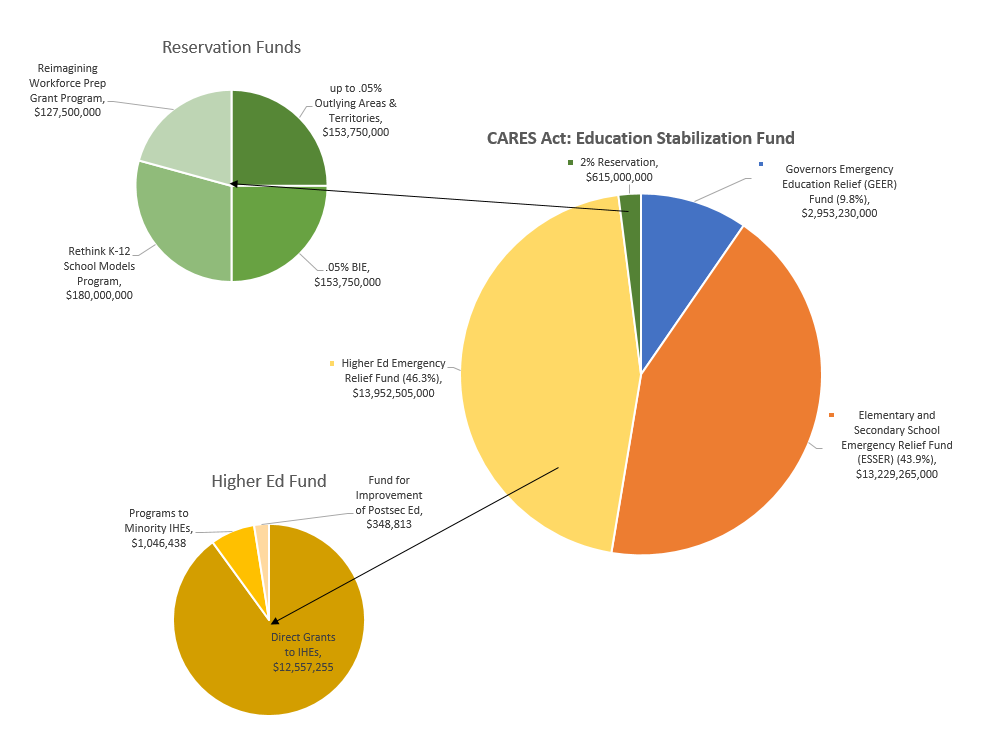 Reservation Funds
Reimagining
Workforce Prep
Grant Program,
$127,500,000
up to .05%
Outlying Areas &
Territories,
$153,750,000
Rethink K-12
School Models
Program,
$180,000,000
.05% BIE,
$153,750,000
CARES Act: Education Stabilization Fund
2% Reservation,
$615,000,000
Governors Emergency
Education Relief (GEER)
Fund (9.8%),
$2,953,230,000
Higher Ed Emergency
Relief Fund (46.3%),
$13,952,505,000
Elementary and
Secondary School
Emergency Relief Fund
(ESSER) (43.9%),
$13,229,265,000
Higher Ed Fund
Programs to
Minority IHEs,
$1,046,438
Fund for
Improvement
of Postsec Ed,
$348,813
Direct Grants
to IHEs,
$12,557,255